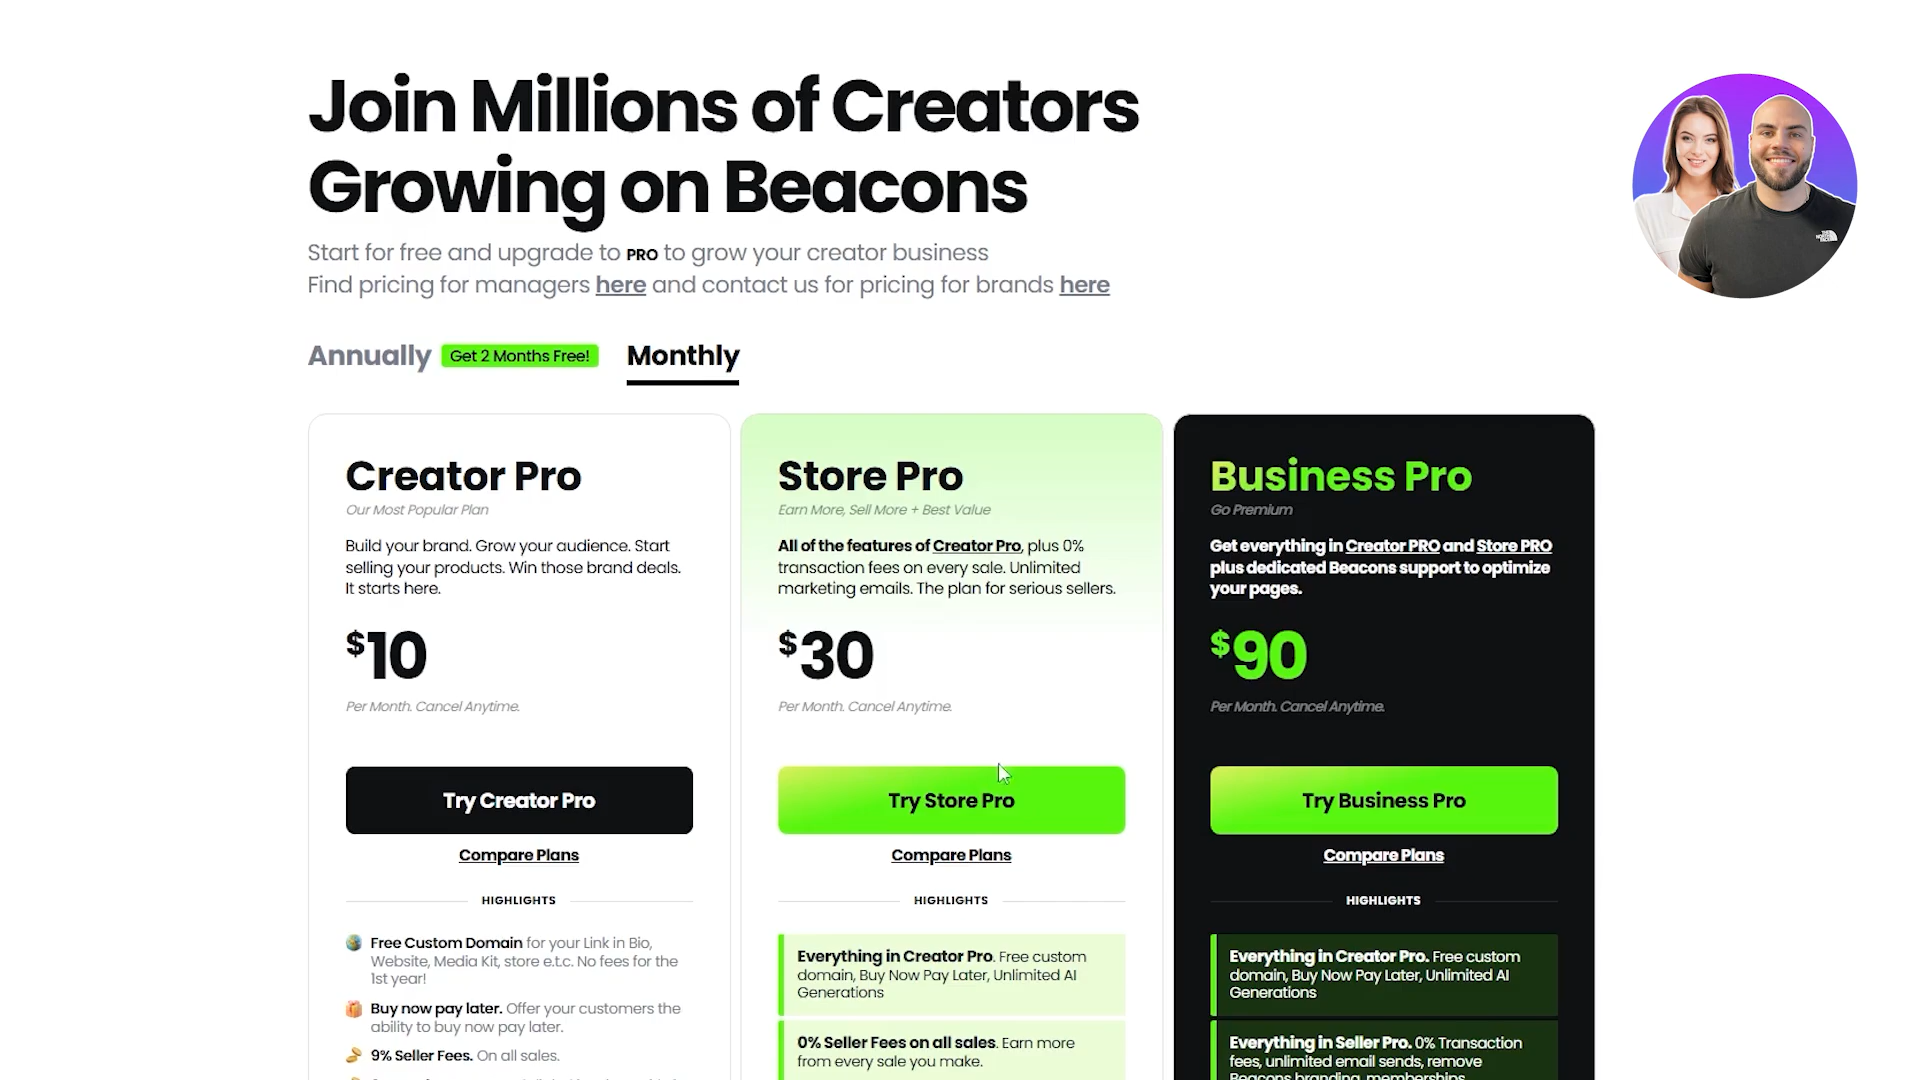 Join Millions of Creators
Growing on Beacons
Start for free and upgrade to PRO to grow your creator business
Find pricing for managers here and contact us for pricing for brands here
Annually Get 2 Months Free! Monthly
Creator Pro
Our Most Popular Plan
Build your brand. Grow your audience. Start
selling your products. Win those brand deals.
It starts here.
$10
Per Month. Cancel Anytime.
Try Creator Pro
Compare Plans
HIGHLIGHTS
Free Custom Domain for your Link in Bio,
Website, Media Kit, store e.t.c. No fees for the
1st year!
Buy now pay later. Offer your customers the
ability to buy now pay later.
9% Seller Fees. On all sales.
Store Pro
Earn More, Sell More + Best Value
All of the features of Creator Pro, plus 0%
transaction fees on every sale. Unlimited
marketing emails. The plan for serious sellers.
$30
Per Month. Cancel Anytime.
Try Store Pro
Compare Plans
HIGHLIGHTS
Everything in Creator Pro. Free custom
domain, Buy Now Pay Later, Unlimited AI
Generations
0% Seller Fees on all sales. Earn more
from every sale you make.
Business Pro
Go Premium
Get everything in Creator PRO and Store PRO
plus dedicated Beacons support to optimize
your pages.
$90
Per Month. Cancel Anytime.
Try Business Pro
Compare Plans
HIGHLIGHTS
Everything in Creator Pro. Free custom
domain, Buy Now Pay Later, Unlimited AI
Generations
Everything in Seller Pro. 0% Transaction
fees, unlimited email sends, remove
Beacons branding, memberships